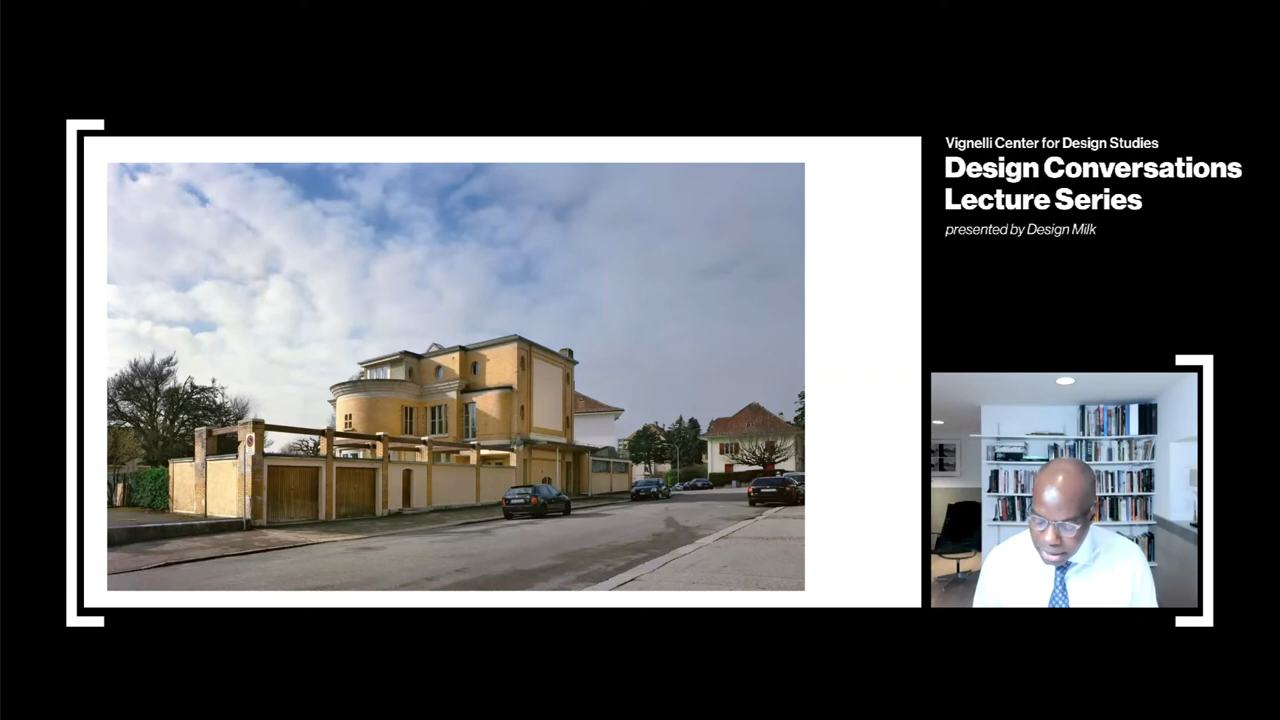 Vignelli Center for Design Studies
Design Conversations
Lecture Series
presented by Design Milk